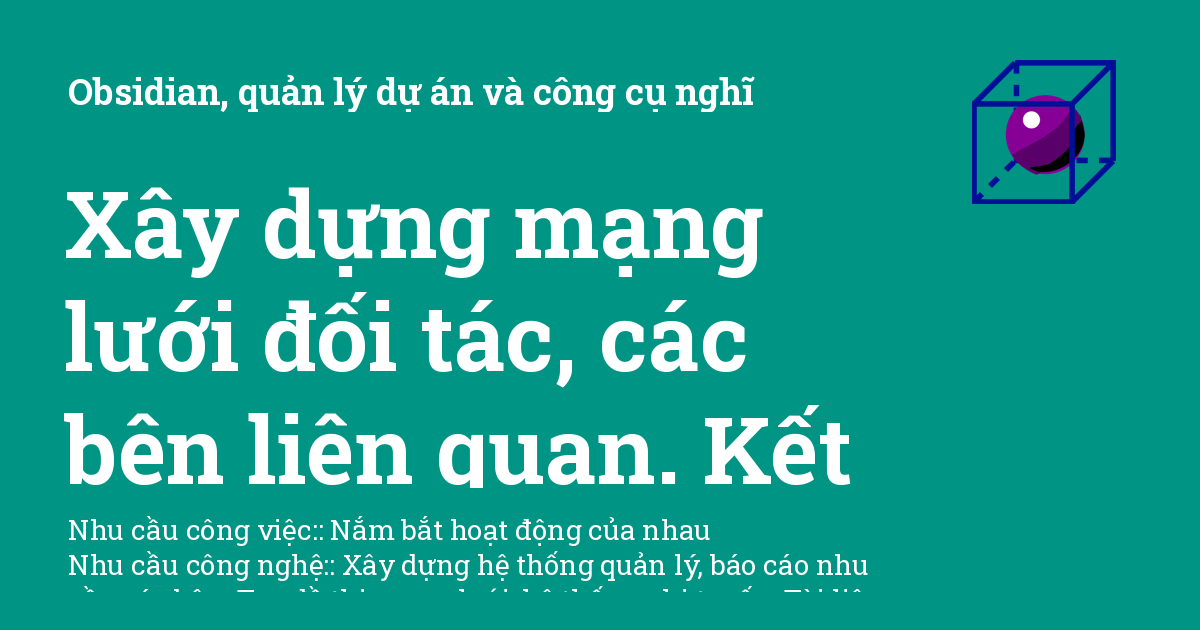 Obsidian, quản lý dự án và công cụ nghĩ
Xây dựng mạng
lưới đối tác, các
bên liên quan. Kết
Nhu cầu công việc:: Nắm bắt hoạt động của nhau
Nhu cầu công nghệ:: Xây dựng hệ thống quản lý, báo cáo nhu